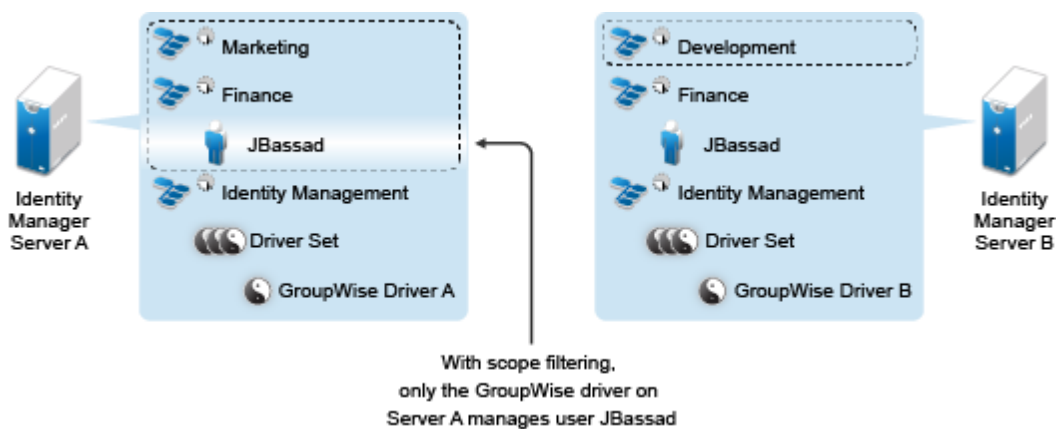 Marketing
Finance
JBassad
Identity Management
Driver Set
GroupWise Driver A
Identity
Manager
Server A
Development
Finance
JBassad
Identity Management
Driver Set
GroupWise Driver B
Identity
Manager
Server B
With scope filtering,
only the GroupWise driver on
Server A manages user JBassad